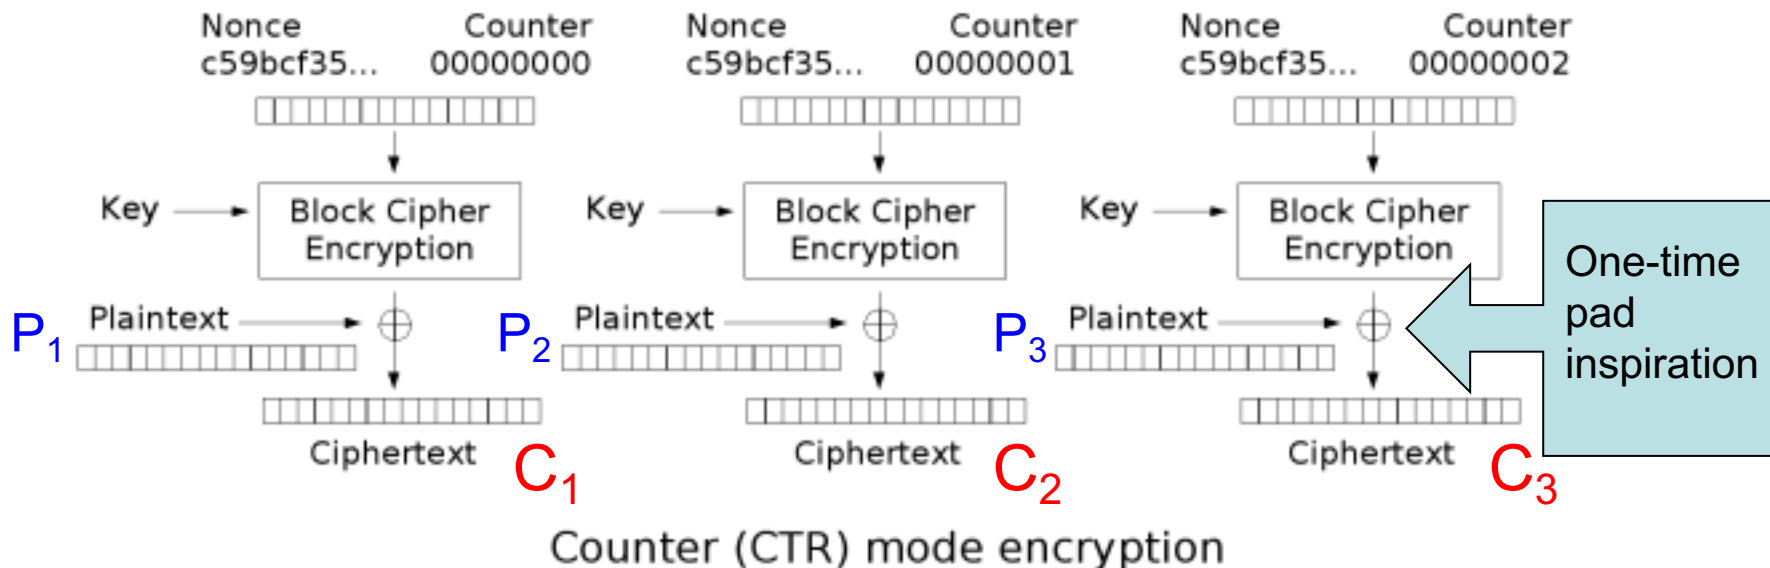 Nonce Counter Nonce Counter Nonce Counter
c59bcf35... 00000000 c59bcf35... 00000001 c59bcf35... 00000002
Key Block Cipher Encryption Key Block Cipher Encryption Key Block Cipher Encryption
One-time
pad
inspiration
P₁ Plaintext P₂ Plaintext P₃ Plaintext
Ciphertext C₁ Ciphertext C₂ Ciphertext C₃
Counter (CTR) mode encryption